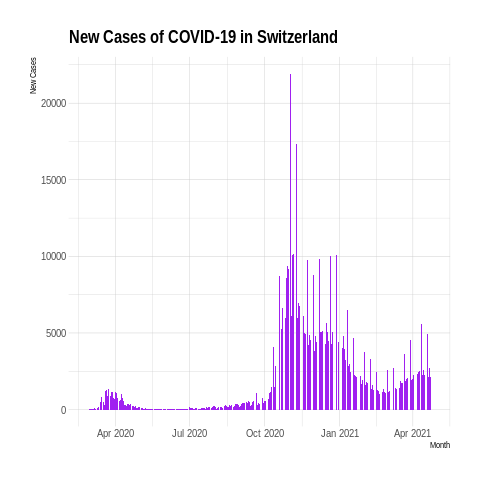 New Cases of COVID-19 in Switzerland
New Cases
20000
15000
10000
5000
0
Apr 2020 Jul 2020 Oct 2020 Jan 2021 Apr 2021
Month